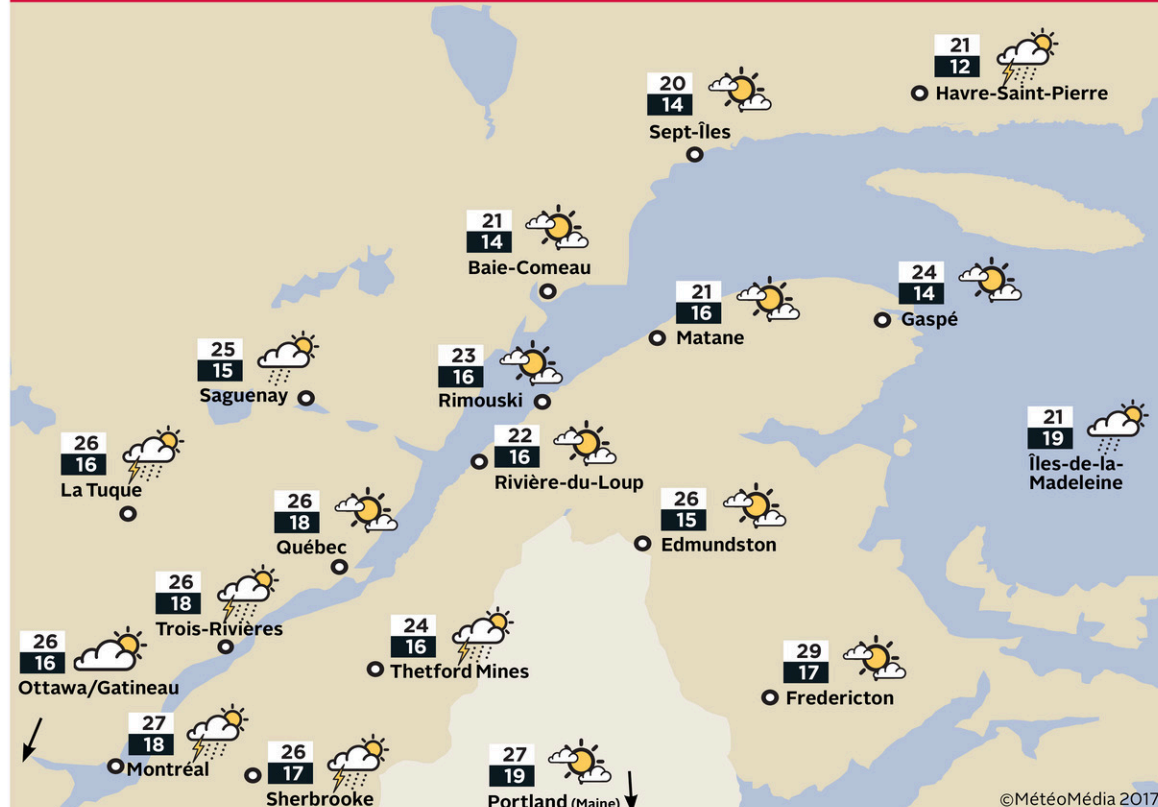 21
12
Havre-Saint-Pierre
20
14
Sept-Îles
21
14
Baie-Comeau
24
14
Gaspé
21
16
Matane
25
15
Saguenay
23
16
Rimouski
21
19
Îles-de-la-
Madeleine
26
16
La Tuque
22
16
Rivière-du-Loup
26
18
Québec
26
15
Edmundston
26
18
Trois-Rivières
26
16
Ottawa/Gatineau
24
16
Thetford Mines
29
17
Fredericton
27
18
Montréal
26
17
Sherbrooke
27
19
Portland (Maine)
©MétéoMédia 2017